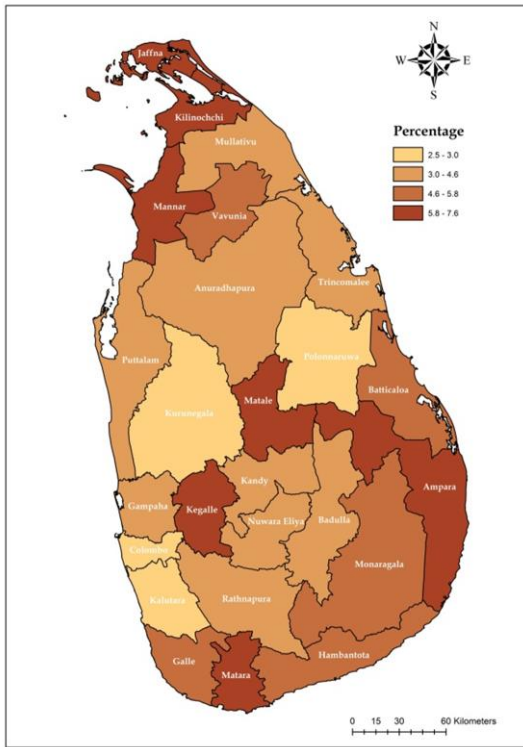 N
W E
S
Percentage
2.5 - 3.0
3.0 - 4.6
4.6 - 5.8
5.8 - 7.6
Jaffna
Kilinochchi
Mullativu
Mannar
Vavunia
Anuradhapura
Trincomalee
Puttalam
Polonnaruwa
Kurunegala
Matale
Batticaloa
Kandy
Ampara
Gampaha
Kegalle
Nuwara Eliya
Badulla
Colombo
Monaragala
Kalutara
Rathnapura
Galle
Hambantota
Matara
0 15 30 60 Kilometers